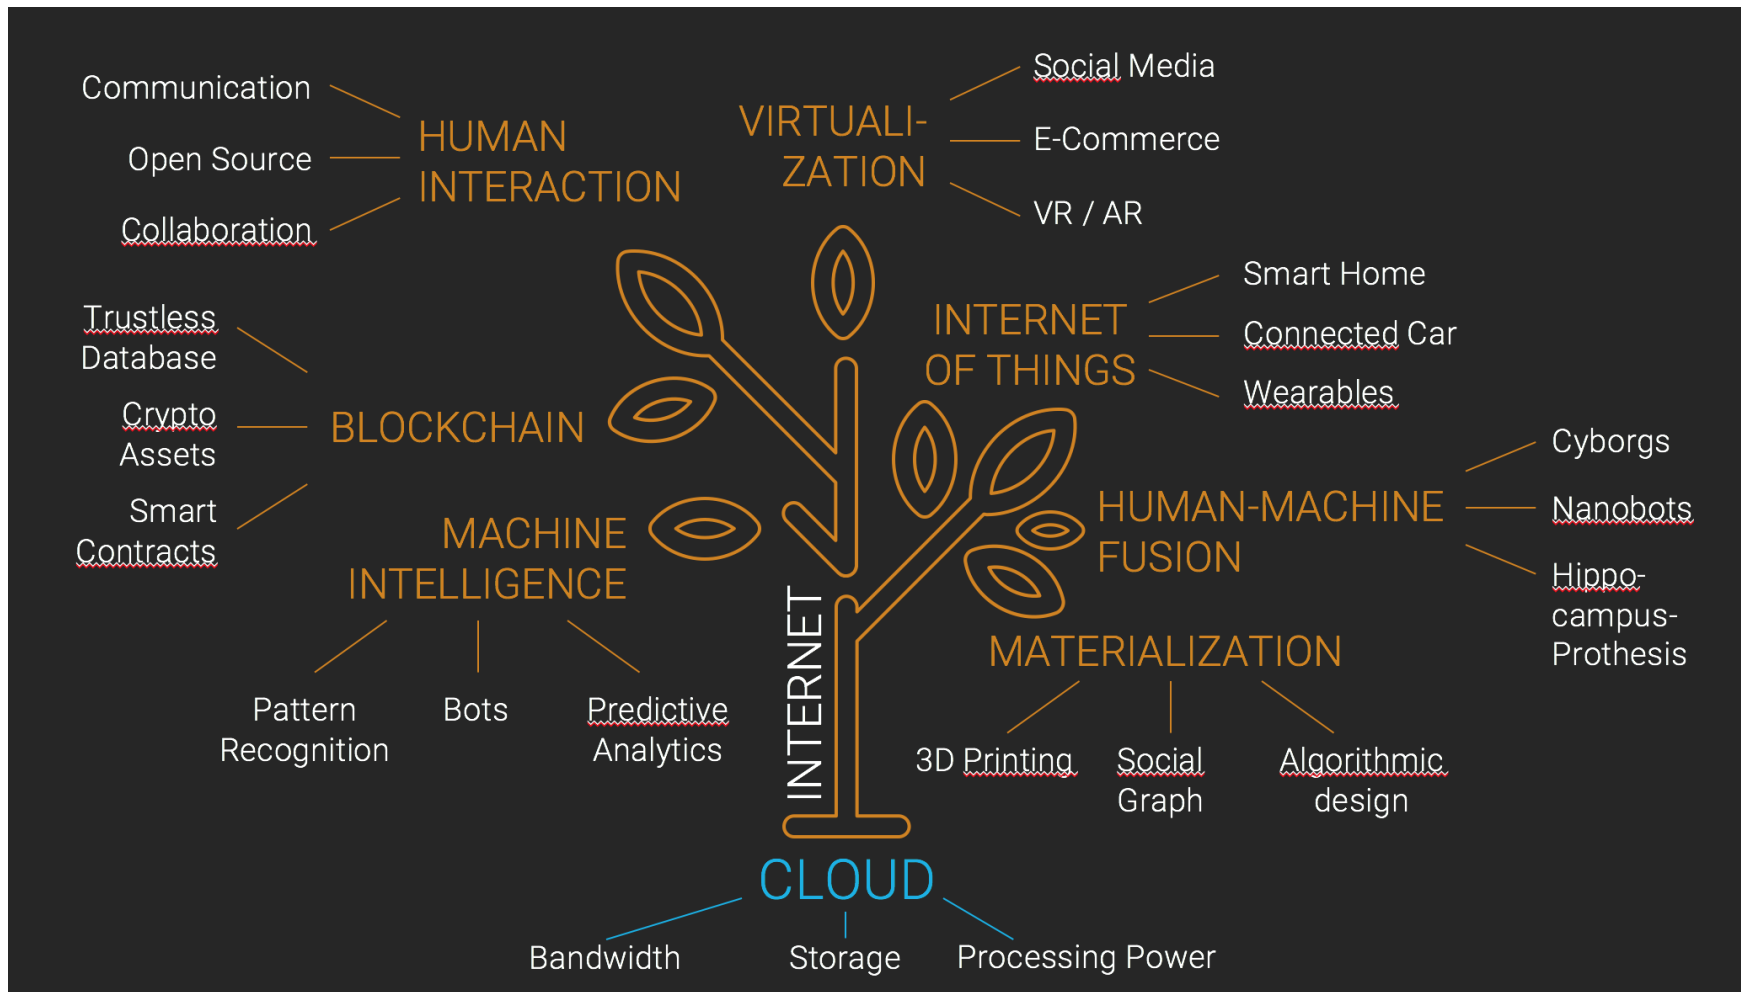 Communication
Open Source
Collaboration
HUMAN
INTERACTION
VIRTUALI-
ZATION
Social Media
E-Commerce
VR / AR
Trustless
Database
Crypto
Assets
Smart
Contracts
BLOCKCHAIN
INTERNET
OF THINGS
Smart Home
Connected Car
Wearables
MACHINE
INTELLIGENCE
Pattern
Recognition
Bots
Predictive
Analytics
HUMAN-MACHINE
FUSION
Cyborgs
Nanobots
Hippo-
campus-
Prothesis
INTERNET
MATERIALIZATION
3D Printing
Social
Graph
Algorithmic
design
CLOUD
Bandwidth
Storage
Processing Power